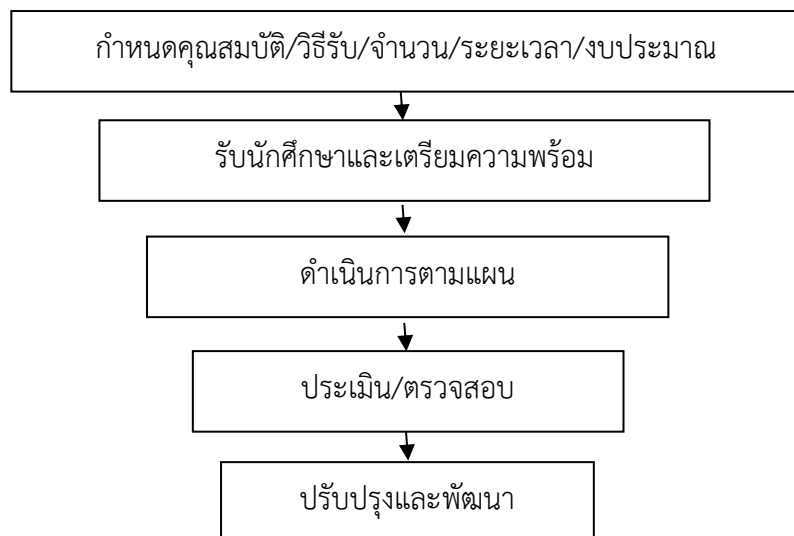 กำหนดคุณสมบัติ/วิธีรับ/จำนวน/ระยะเวลา/งบประมาณ
รับนักศึกษาและเตรียมความพร้อม
ดำเนินการตามแผน
ประเมิน/ตรวจสอบ
ปรับปรุงและพัฒนา